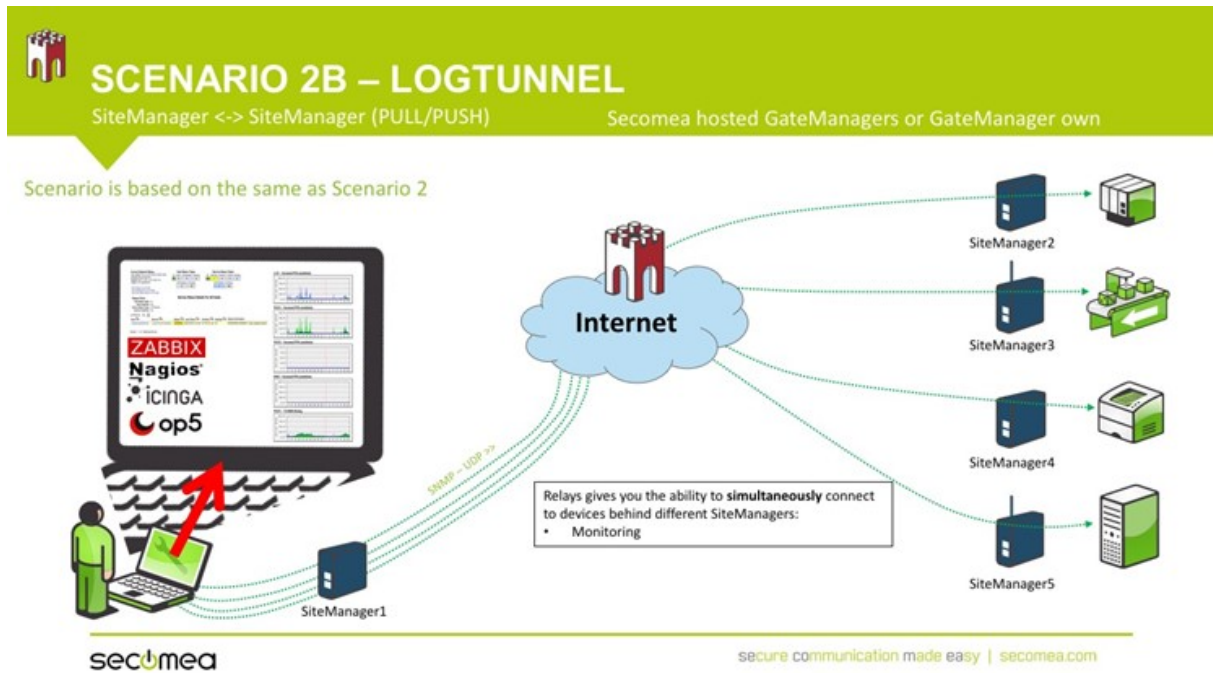 SCENARIO 2B – LOGTUNNEL
SiteManager <-> SiteManager (PULL/PUSH)
Secomea hosted GateManagers or GateManager own
Scenario is based on the same as Scenario 2
ZABBIX
Nagios
icinga
op5
Internet
SNMP – UDP >>
SiteManager1
SiteManager2
SiteManager3
SiteManager4
SiteManager5
Relays gives you the ability to simultaneously connect
to devices behind different SiteManagers:
• Monitoring
secomea
secure communication made easy | secomea.com